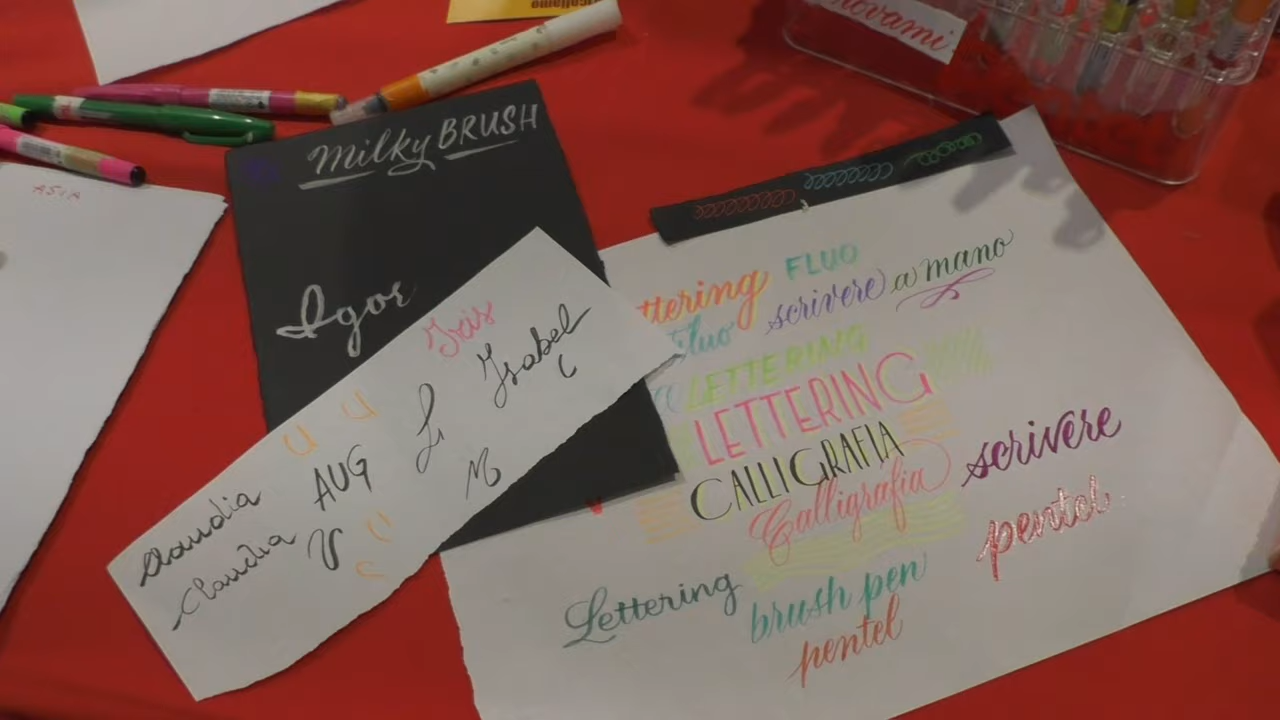 Milky BRUSH
ASIA
Igor
Iris
Isabel
AUG
Claudia
Claudia
M
FLUO
scrivere a mano
fluo
LETTERING
LETTERING
CALLIGRAFIA
Calligrafia
scrivere
pentel
Lettering
brush pen
pentel